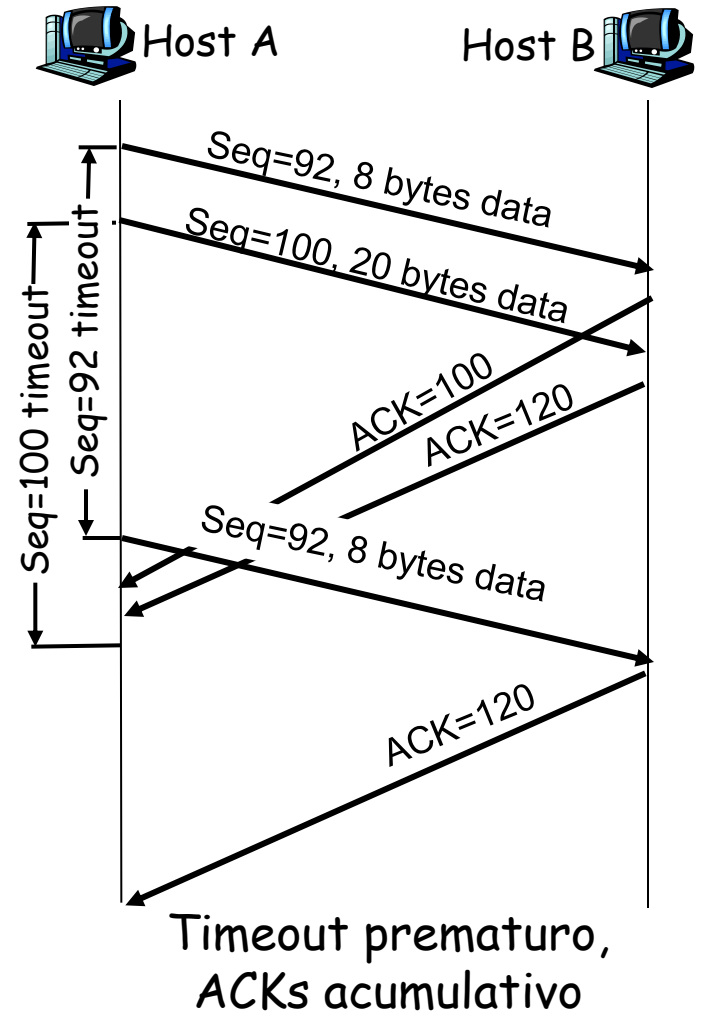 Host A
Host B
Seq=92, 8 bytes data
Seq=100, 20 bytes data
Seq=100 timeout
Seq=92 timeout
ACK=100
ACK=120
Seq=92, 8 bytes data
ACK=120
Timeout prematuro,
ACKs acumulativo